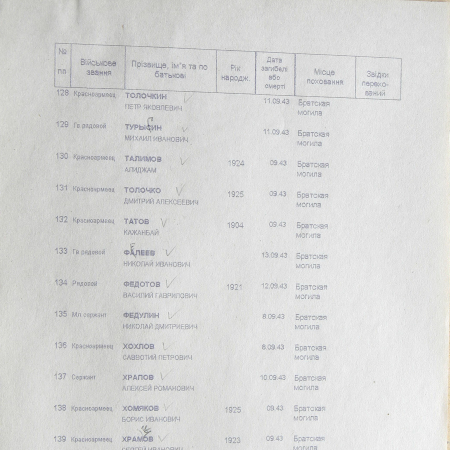 № пп Військове звання Прізвище, ім'я та по батькові Рік народж. Дата загибелі або смерті Місце поховання Звідки перехо-ваний
128 Красноармеец ТОЛОЧКИН 11.09.43 Братская
ПЕТР ЯКОВЛЕВИЧ могила
129 Гв.рядовой ТУРЫСИН 11.09.43 Братская
МИХАИЛ ИВАНОВИЧ могила
130 Красноармеец ТАЛИМОВ 1924 09.43 Братская
АЛИДЖАМ могила
131 Красноармеец ТОЛОЧКО 1925 09.43 Братская
ДМИТРИЙ АЛЕКСЕЕВИЧ могила
132 Красноармеец ТАТОВ 1904 09.43 Братская
КАЖАНБАЙ могила
133 Гв.рядовой ФАЛЕЕВ 13.09.43 Братская
НИКОЛАЙ ИВАНОВИЧ могила
134 Рядовой ФЕДОТОВ 1921 12.09.43 Братская
ВАСИЛИЙ ГАВРИЛОВИЧ могила
135 Мл.сержант ФЕДУЛИН 8.09.43 Братская
НИКОЛАЙ ДМИТРИЕВИЧ могила
136 Красноармеец ХОХЛОВ 8.09.43 Братская
САВВОТИЙ ПЕТРОВИЧ могила
137 Сержант ХРАПОВ 10.09.43 Братская
АЛЕКСЕЙ РОМАНОВИЧ могила
138 Красноармеец ХОМЯКОВ 1925 09.43 Братская
БОРИС ИВАНОВИЧ могила
139 Красноармеец ХРАМОВ 1923 09.43 Братская
СЕРГЕЙ ИВАНОВИЧ могила